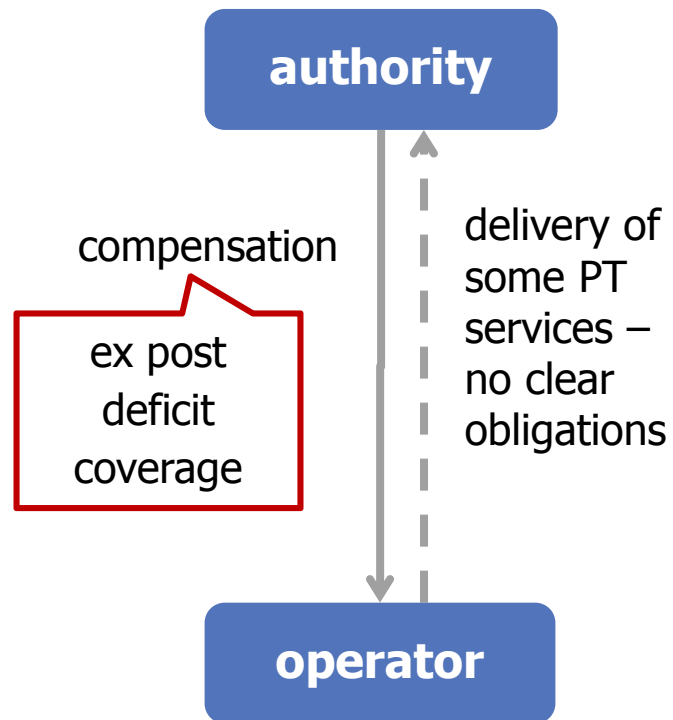 authority
compensation
ex post
deficit
coverage
delivery of
some PT
services –
no clear
obligations
operator